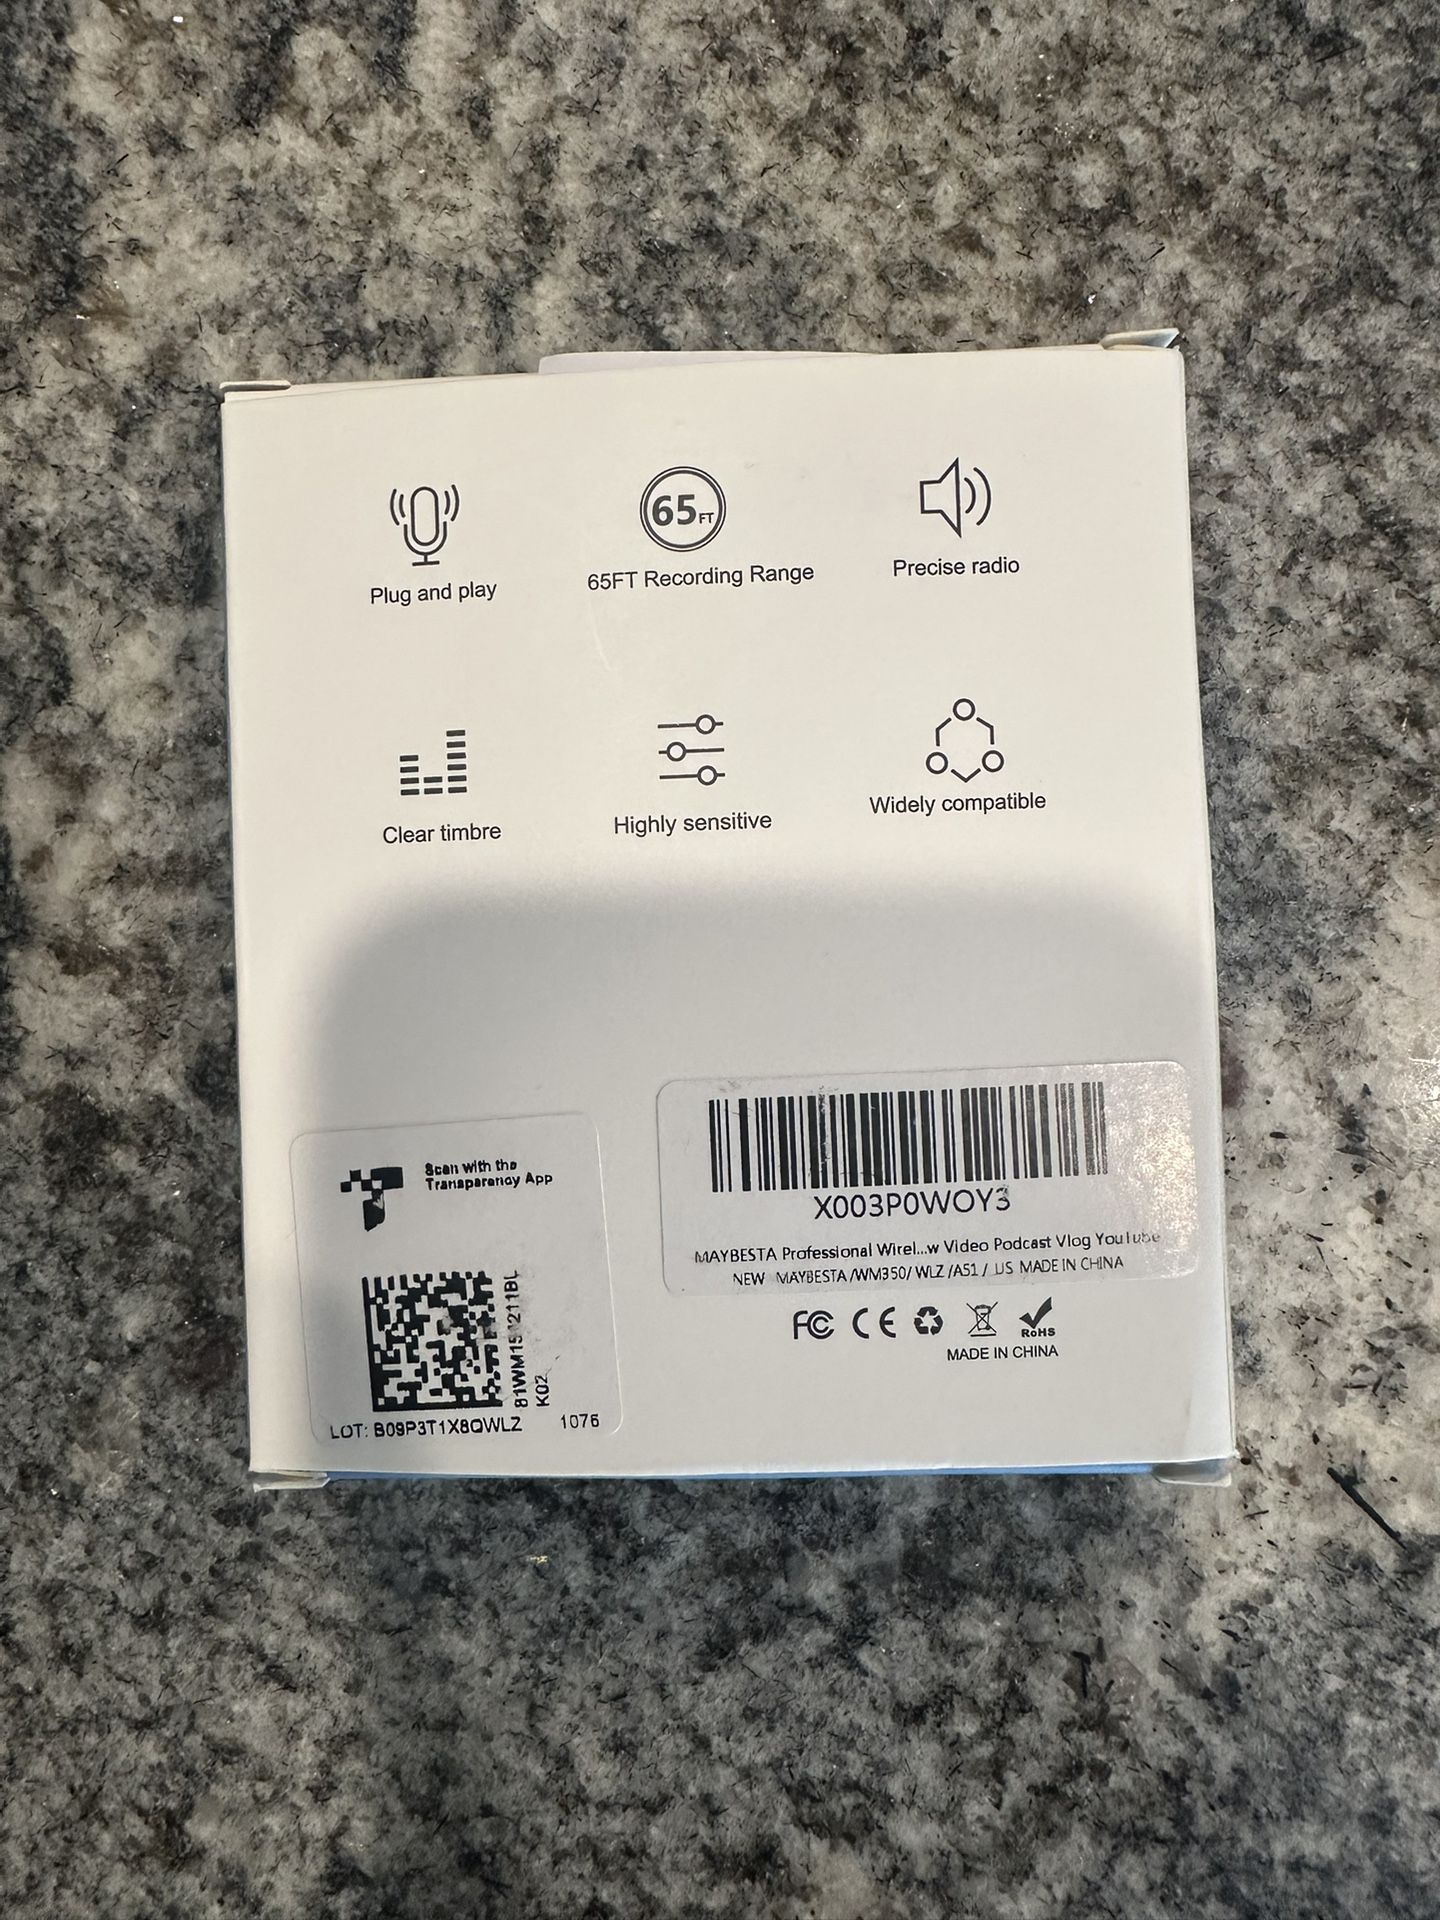 65FT
Plug and play
65FT Recording Range
Precise radio
Clear timbre
Highly sensitive
Widely compatible
Scan with the
Transparency App
K02
LOT: B09P3T1X8QWLZ 1076
X003P0WOY3
MAYBESTA Professional Wirel...w Video Podcast Vlog YouTube
NEW MAYBESTA /WM350/ WLZ /A51 / US MADE IN CHINA
FC CE RoHS
MADE IN CHINA